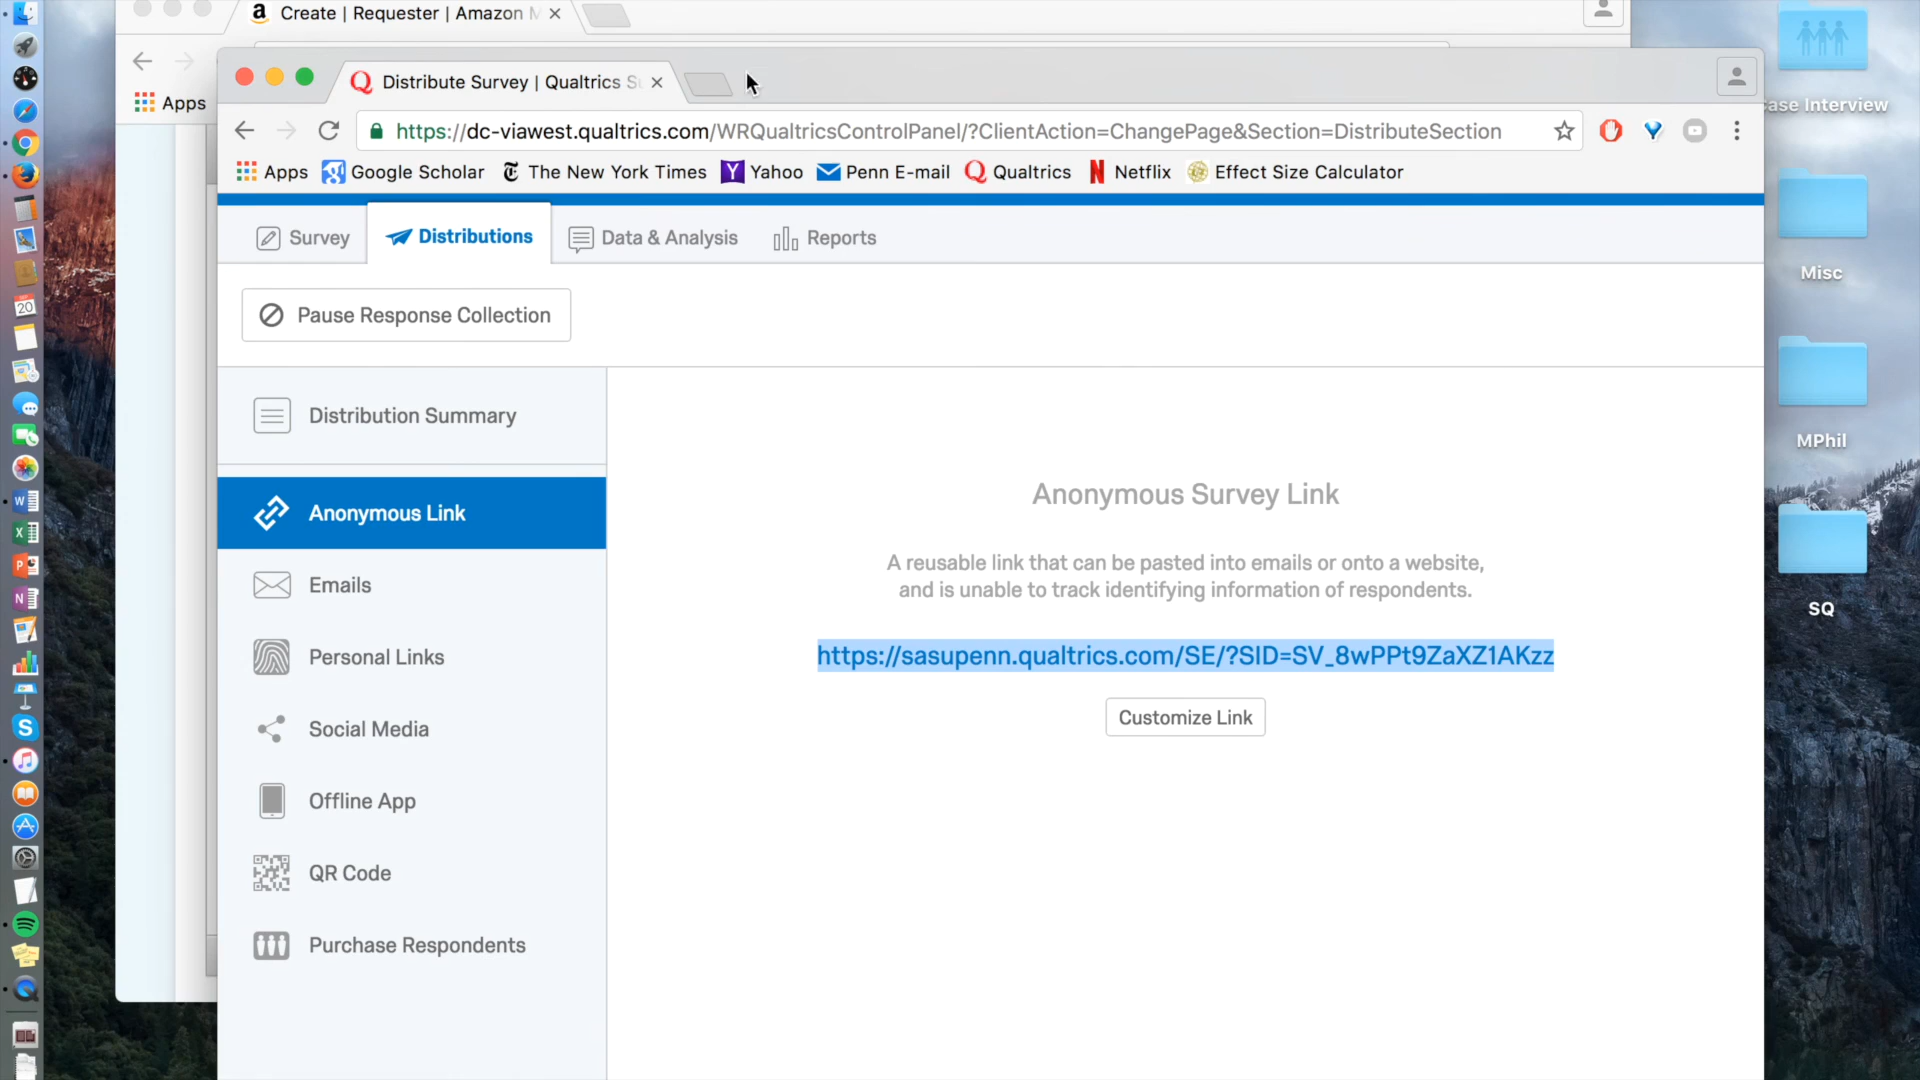 Create | Requester | Amazon M
Apps
Distribute Survey | Qualtrics S
https://dc-viawest.qualtrics.com/WRQualtricsControlPanel/?ClientAction=ChangePage&Section=DistributeSection
Apps Google Scholar The New York Times Yahoo Penn E-mail Qualtrics Netflix Effect Size Calculator
Survey Distributions Data & Analysis Reports
Pause Response Collection
Distribution Summary
Anonymous Link
Emails
Personal Links
Social Media
Offline App
QR Code
Purchase Respondents
Anonymous Survey Link
A reusable link that can be pasted into emails or onto a website,
and is unable to track identifying information of respondents.
https://sasupenn.qualtrics.com/SE/?SID=SV_8wPPt9ZaXZ1AKzz
Customize Link
ase Interview
Misc
MPhil
SQ
20